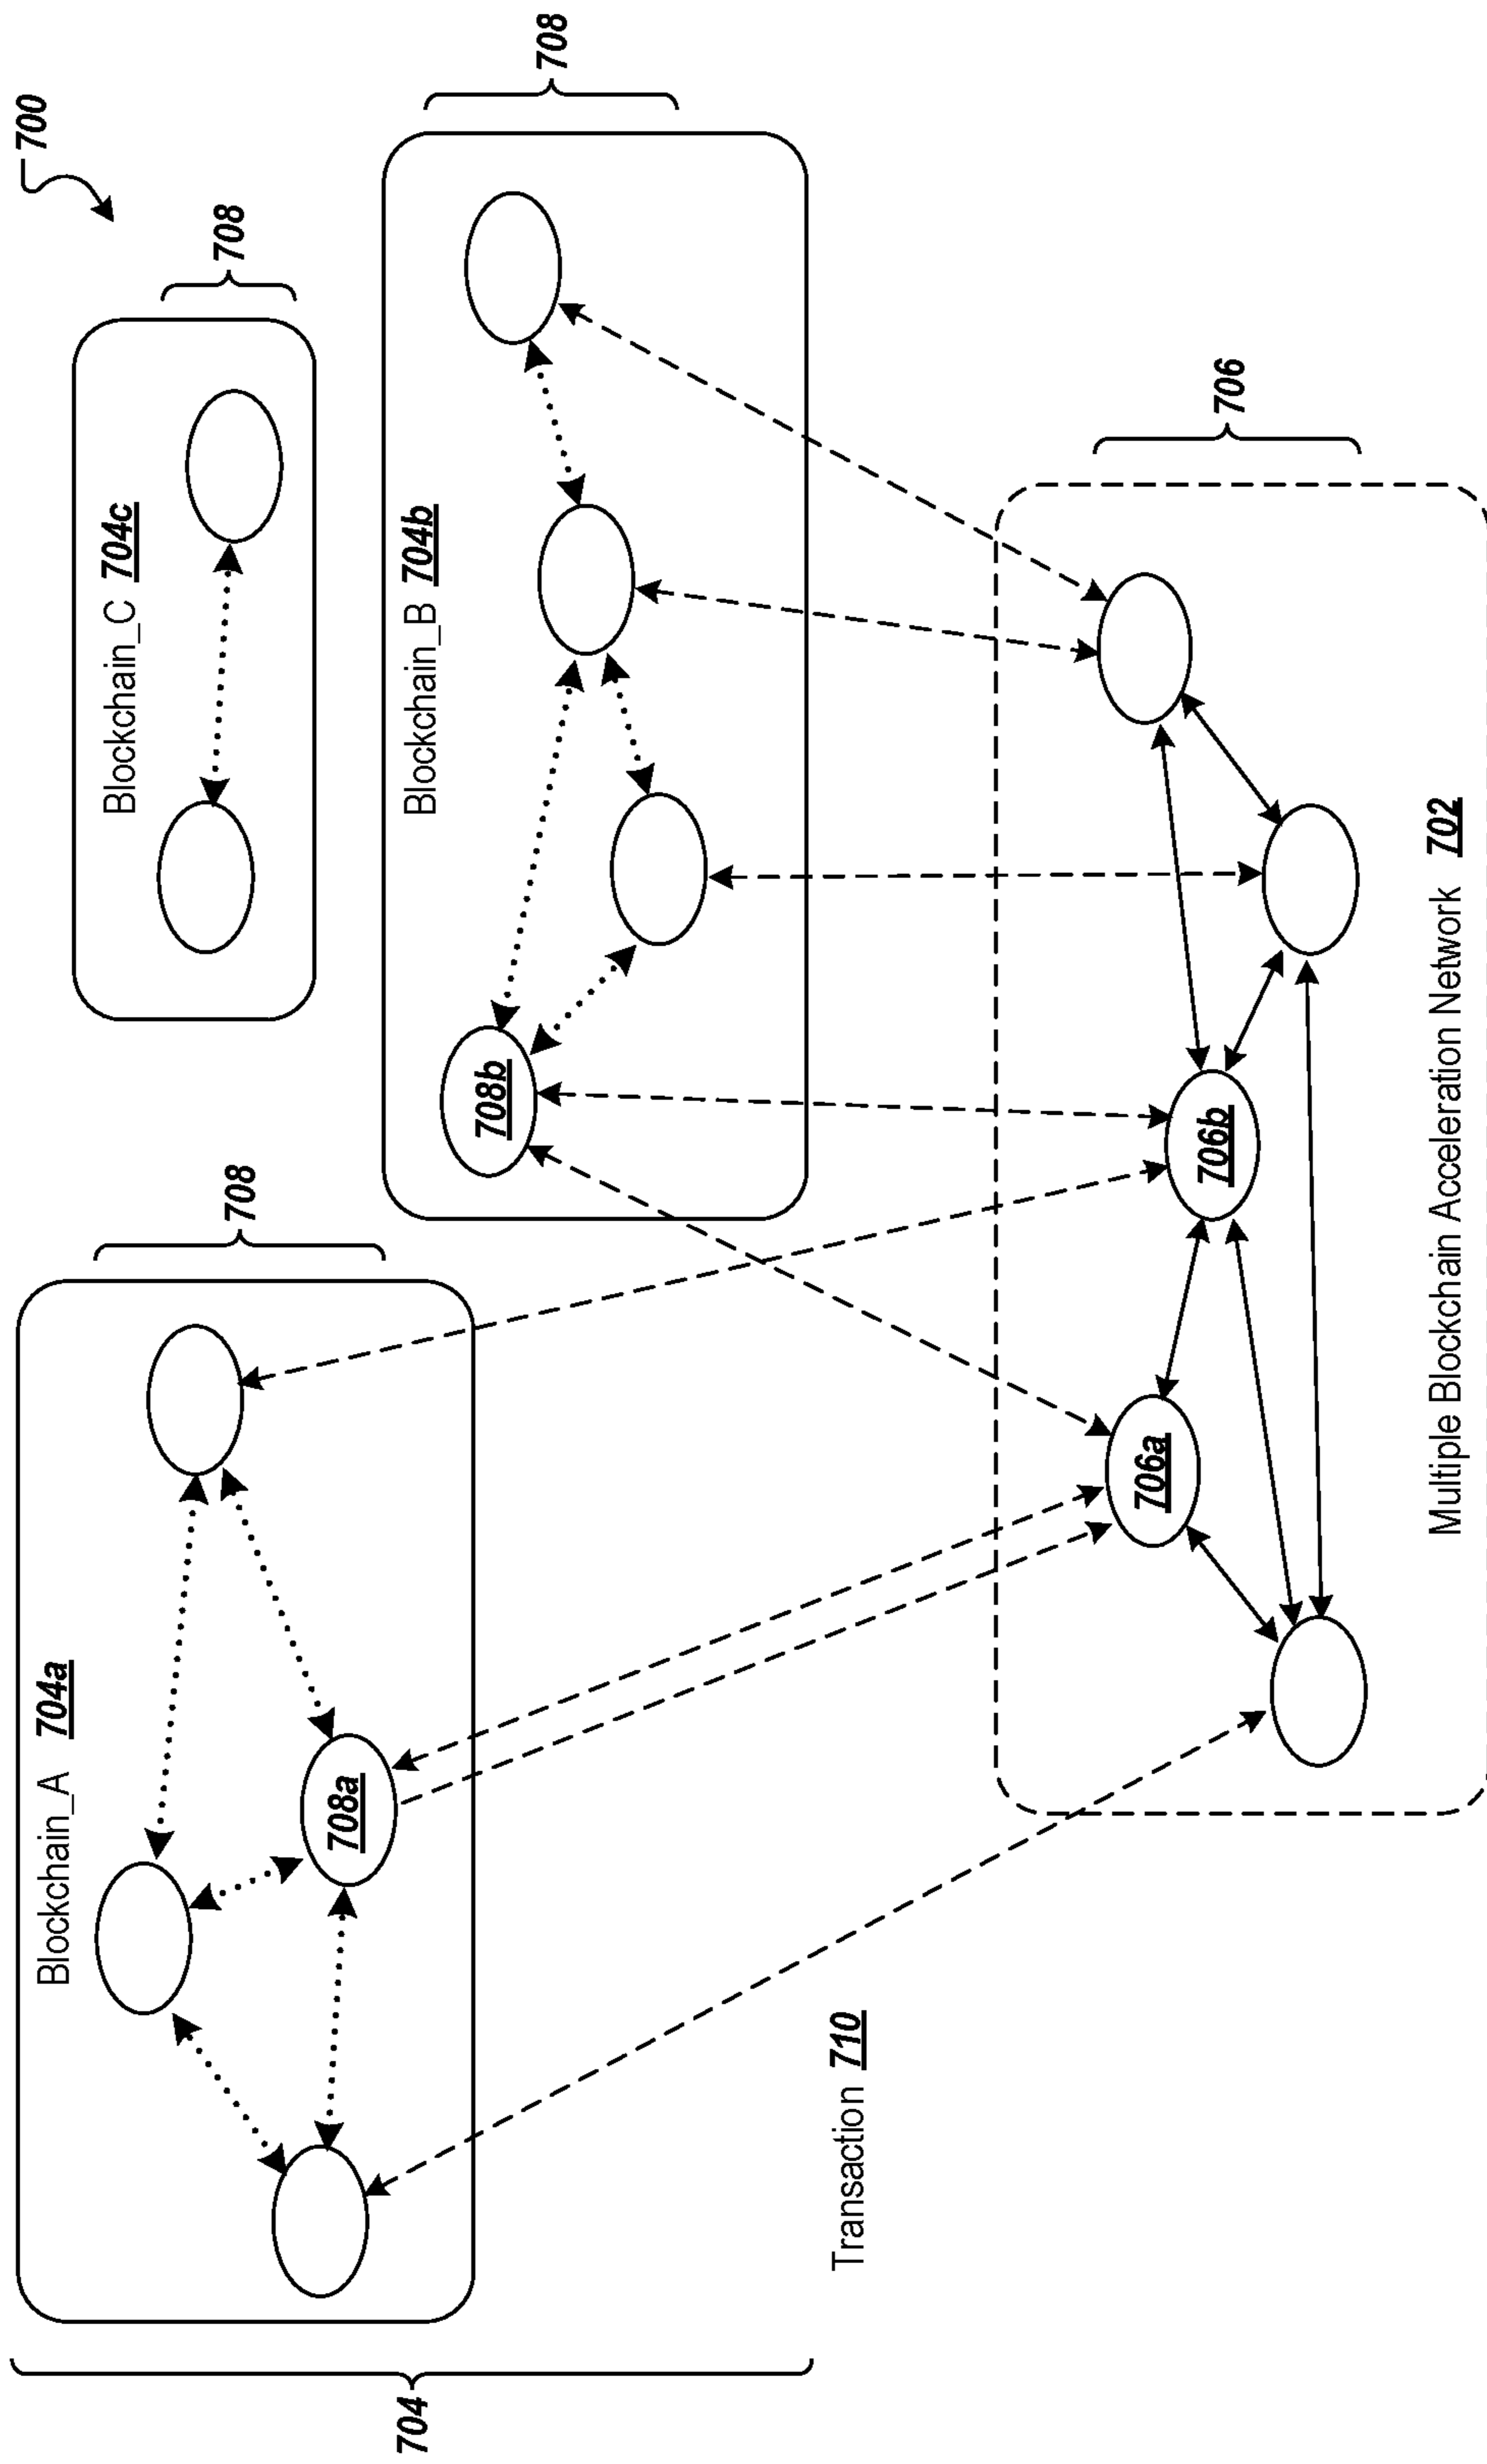 700
Blockchain_C 704c
708
Blockchain_A 704a
708
708a
Blockchain_B 704b
708
708b
704
Transaction 710
706a
706b
706
Multiple Blockchain Acceleration Network 702